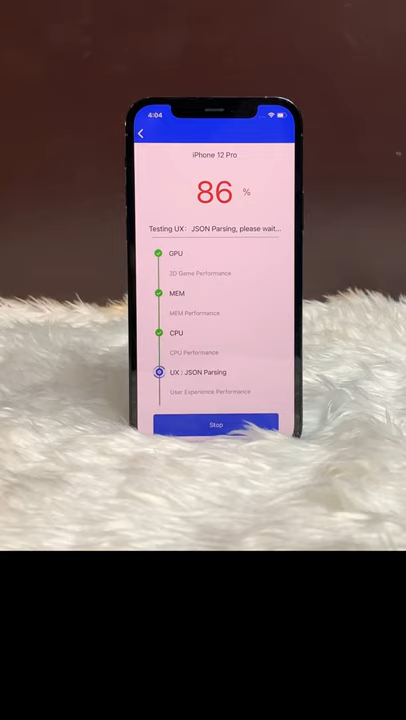 4:04
iPhone 12 Pro
86 %
Testing UX: JSON Parsing, please wait...
GPU
3D Game Performance
MEM
MEM Performance
CPU
CPU Performance
UX : JSON Parsing
User Experience Performance
Stop